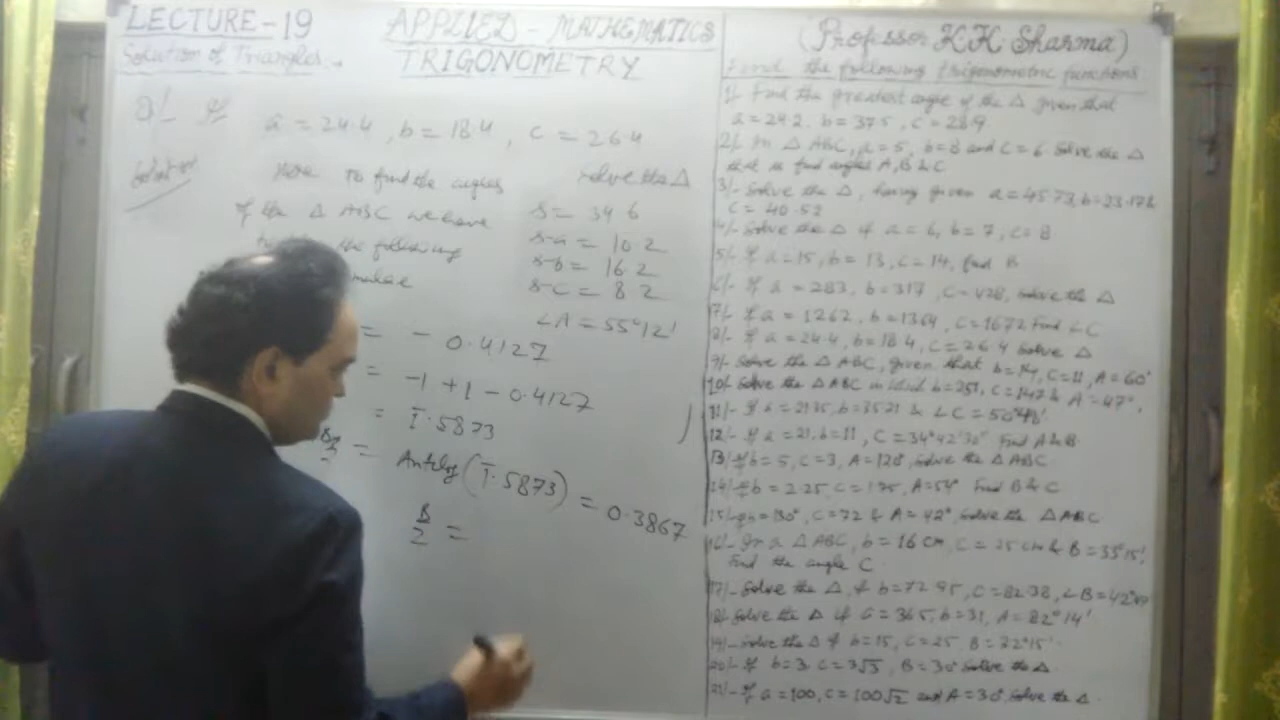 LECTURE-19
APPLIED - MATHEMATICS
Solution of Triangles
TRIGONOMETRY
a = 24.4, b = 18.4, c = 26.4
Solution
Here to find the angles
Solve the Δ
of the Δ ABC we have
the following
s = 34.6
s-a = 10.2
s-b = 16.2
s-c = 8.2
∠A = 55°12'
= - 0.4127
= -1 + 1 - 0.4127
= 1̅.5873
= Antilog (1̅.5873) = 0.3867
B/2 =
(Professor K.K Sharma)
Find the following trigonometric functions
1/- Find the greatest angle of the Δ given that
a = 24.2, b = 37.5, c = 28.9
2/- In Δ ABC, a = 5, b = 8 and c = 6 Solve the Δ
that is find angles A, B & C
3/- Solve the Δ, having given a = 45.73, b =
c = 40.52
4/- Solve the Δ if a = 6, b = 7, c = 8
5/- If a = 15, b = 13, c = 14, find B
6/- If a = 283, b = 317, c = 428, solve the Δ
7/- If a = 1262, b = 1364, c = 1672 Find ∠C
8/- If a = 24.4, b = 18.4, c = 26.4 Solve Δ
9/- Solve the Δ ABC, given that b = 14, c = 11, A = 60°
10/- Solve the Δ ABC in which b = 251, c = 147 & A = 47°
11/- If a = 2135, b = 3521 & ∠C = 50°48'
12/- If a = 21, b = 11, C = 34°42'30" Find A & B
13/- If b = 5, c = 3, A = 120°, Solve the Δ ABC
14/- If b = 2.25, c = 1.75, A = 54° Find B & C
15/- c = 72 & A = 42°, solve the Δ ABC
16/- In a Δ ABC, b = 16 cm, c = 25 cm & B = 33°15'
Find the angle C
17/- Solve the Δ, if b = 72.95, c = 82.38, ∠B =
18/- Solve the Δ if a = 36.5, b = 31, A = 82°14'
19/- Solve the Δ if b = 15, c = 25 B = 32°15'
20/- If b = 3, c = 3√3, B = 30° Solve the Δ
21/- If a = 100, c = 100√2 and A = 30°, Solve the Δ